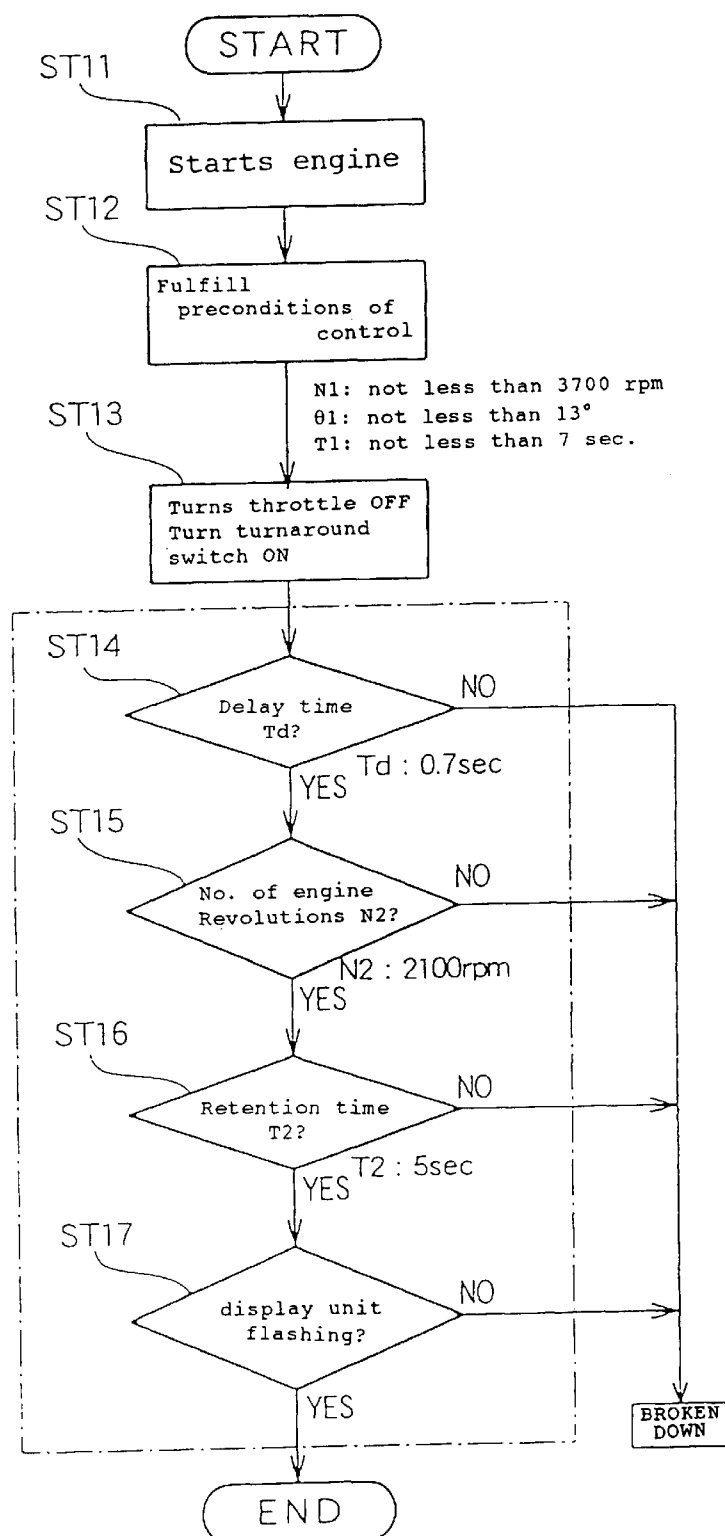 START
ST11
Starts engine
ST12
Fulfill
preconditions of
control
N1: not less than 3700 rpm
θ1: not less than 13°
T1: not less than 7 sec.
ST13
Turns throttle OFF
Turn turnaround
switch ON
ST14
Delay time
Td?
NO
Td : 0.7sec
YES
ST15
No. of engine
Revolutions N2?
NO
N2 : 2100rpm
YES
ST16
Retention time
T2?
NO
T2 : 5sec
YES
ST17
display unit
flashing?
NO
YES
BROKEN
DOWN
END